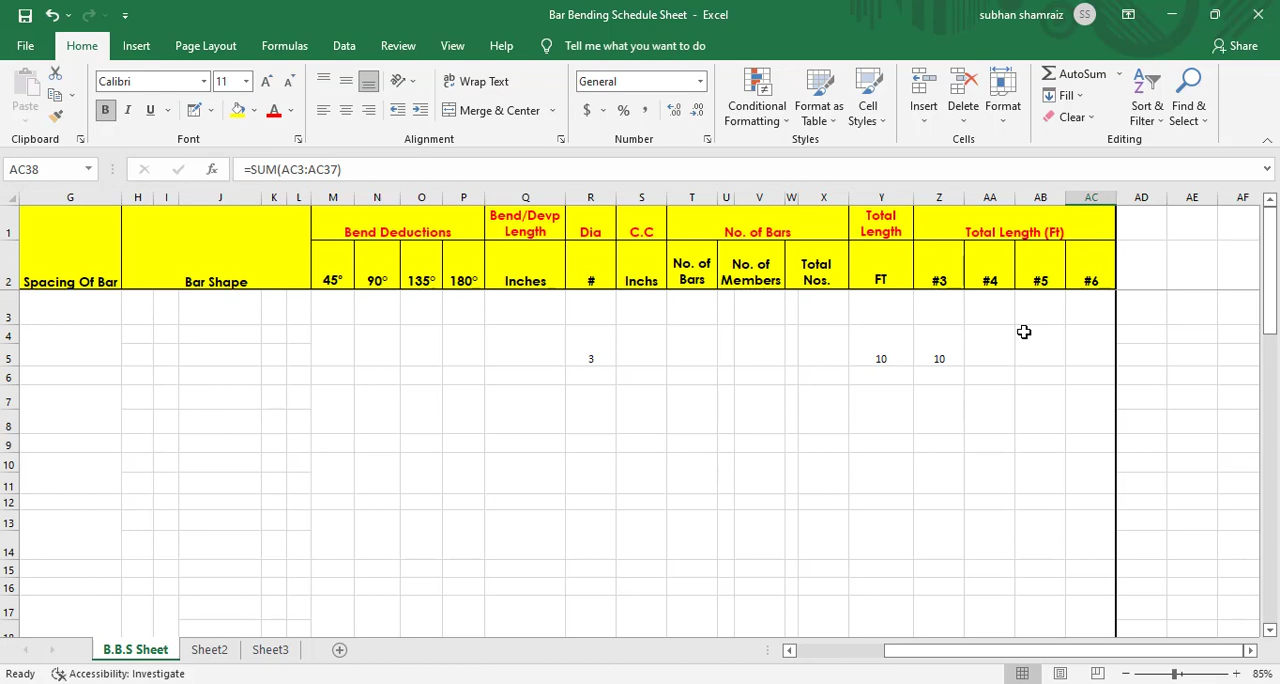 Bar Bending Schedule Sheet - Excel
subhan shamraiz
SS
File
Home
Insert
Page Layout
Formulas
Data
Review
View
Help
Tell me what you want to do
Share
Paste
Calibri
11
A
A
Wrap Text
General
B
I
U
A
Merge & Center
$
%
,
Conditional
Formatting
Format as
Table
Cell
Styles
Insert
Delete
Format
AutoSum
Fill
Clear
Sort &
Filter
Find &
Select
Clipboard
Font
Alignment
Number
Styles
Cells
Editing
AC38
fx
=SUM(AC3:AC37)
G H I J K L M N O P Q R S T U V W X Y Z AA AB AC AD AE AF
1
Bend Deductions
Bend/Devp
Length
Dia
C.C
No. of Bars
Total
Length
Total Length (Ft)
2
Spacing Of Bar
Bar Shape
45°
90°
135°
180°
Inches
#
Inchs
No. of
Bars
No. of
Members
Total
Nos.
FT
#3
#4
#5
#6
3
4
5
3
10
10
6
7
8
9
10
11
12
13
14
15
16
17
B.B.S Sheet
Sheet2
Sheet3
Ready
Accessibility: Investigate
85%